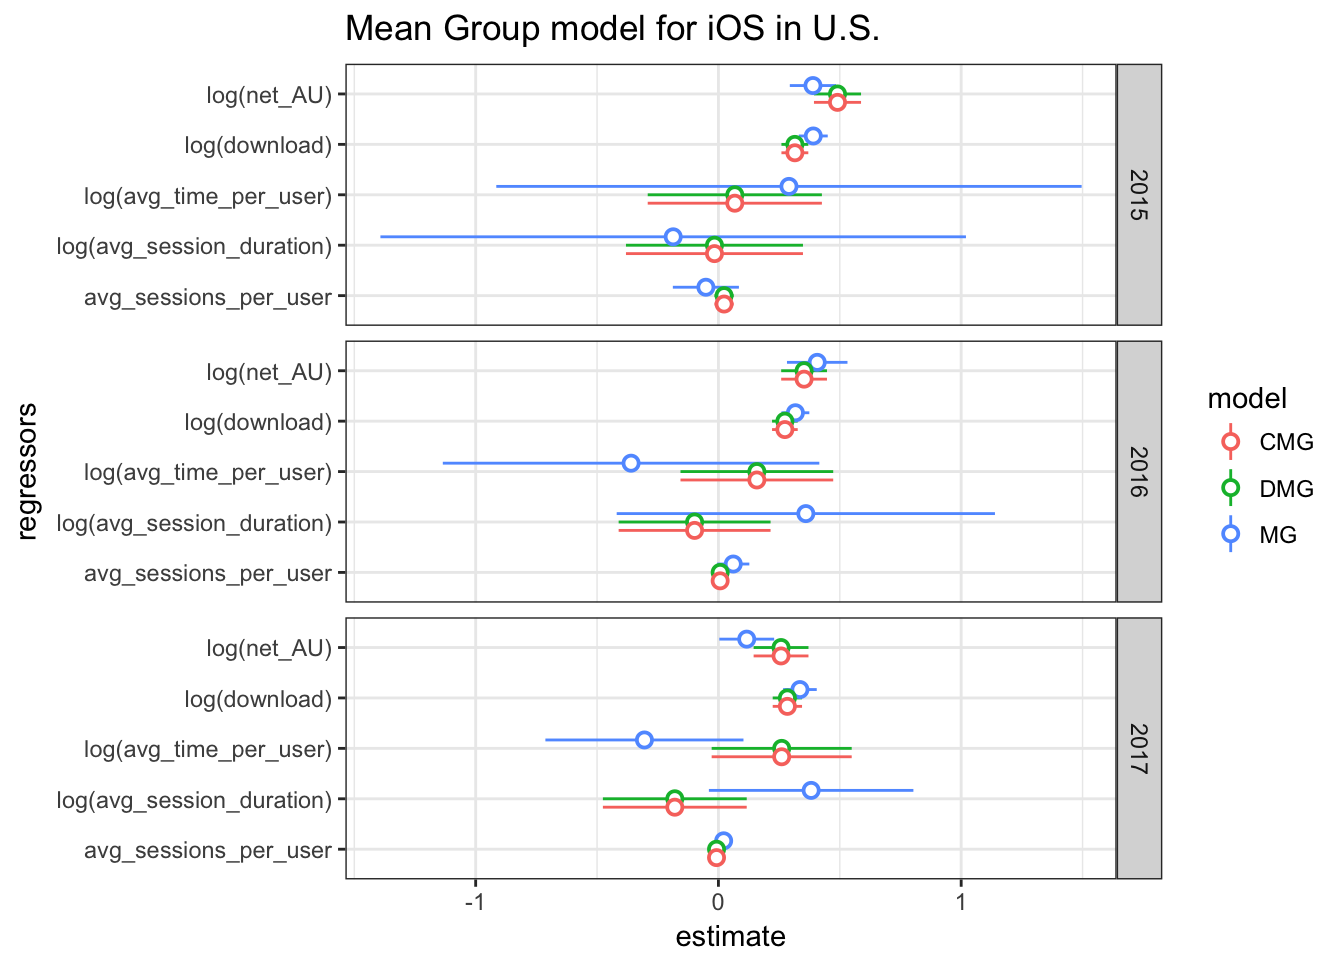 Mean Group model for iOS in U.S.
log(net_AU)
log(download)
log(avg_time_per_user)
log(avg_session_duration)
avg_sessions_per_user
2015
log(net_AU)
log(download)
log(avg_time_per_user)
log(avg_session_duration)
avg_sessions_per_user
2016
log(net_AU)
log(download)
log(avg_time_per_user)
log(avg_session_duration)
avg_sessions_per_user
2017
regressors
-1
0
1
estimate
model
CMG
DMG
MG